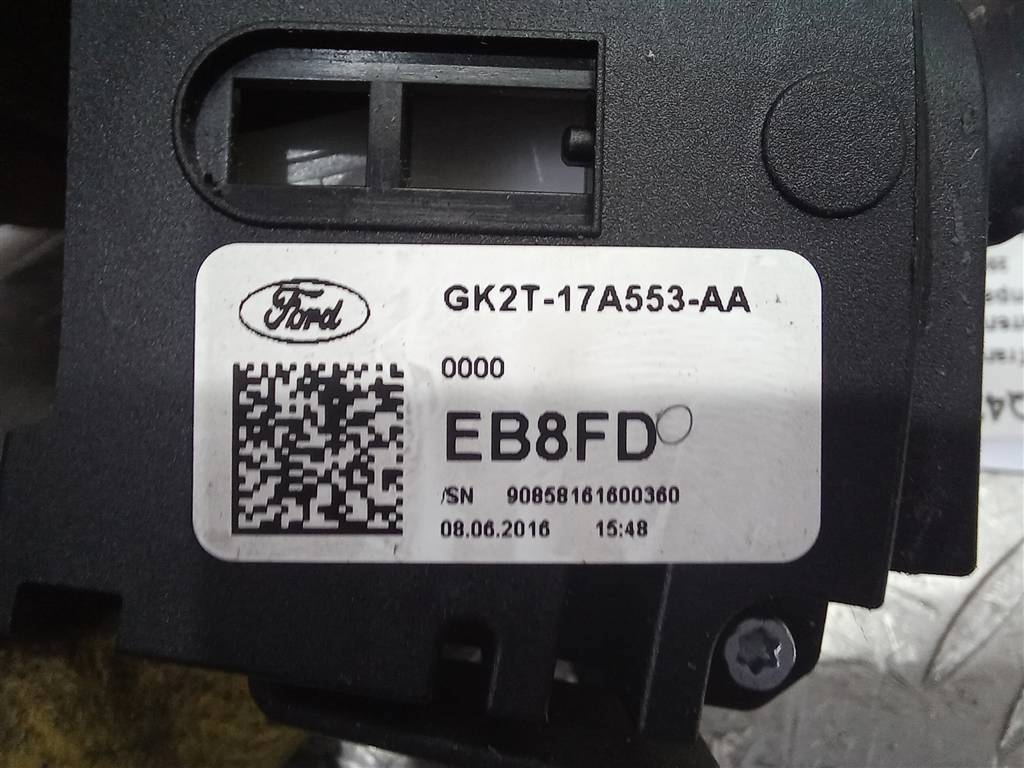 Ford
GK2T-17A553-AA
0000
EB8FD
/SN 90858161600360
08.06.2016 15:48